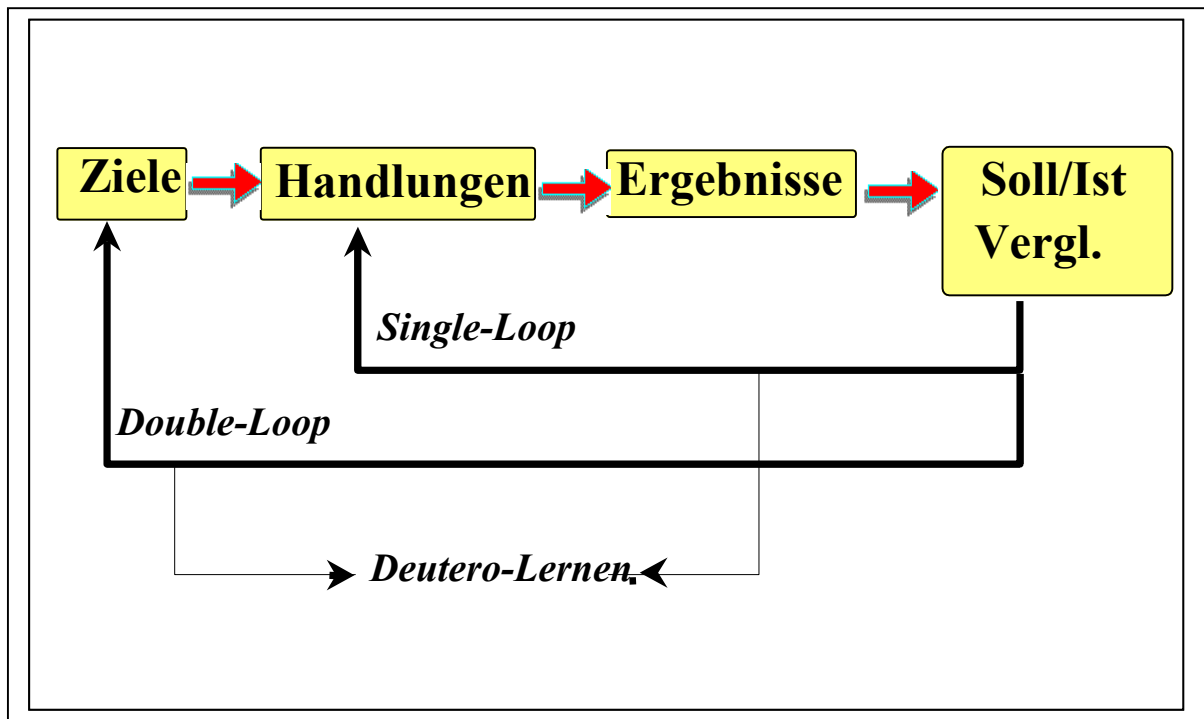 Ziele
Handlungen
Ergebnisse
Soll/Ist
Vergl.
Single-Loop
Double-Loop
Deutero-Lernen.